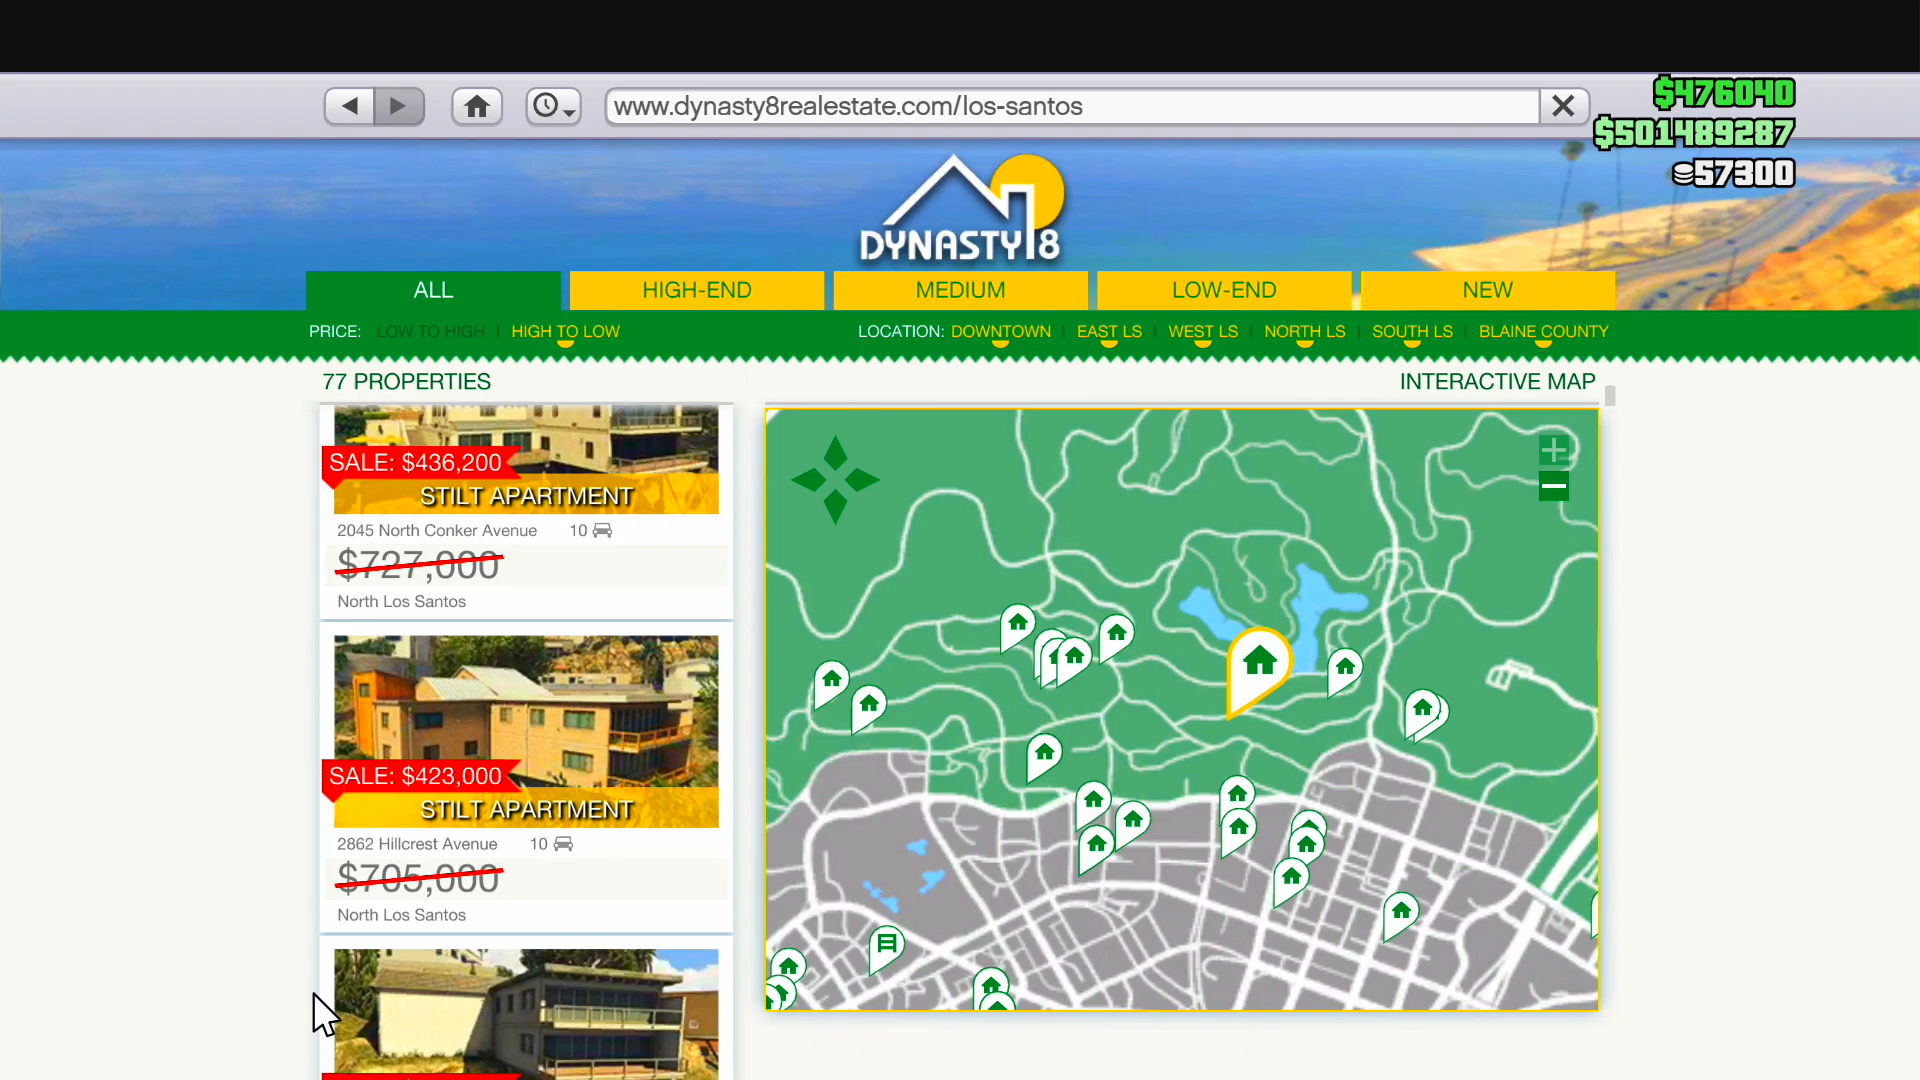 www.dynasty8realestate.com/los-santos
$476040
$501489287
57300
DYNASTY 8
ALL
HIGH-END
MEDIUM
LOW-END
NEW
PRICE: LOW TO HIGH | HIGH TO LOW
LOCATION: DOWNTOWN | EAST LS | WEST LS | NORTH LS | SOUTH LS | BLAINE COUNTY
77 PROPERTIES
INTERACTIVE MAP
SALE: $436,200
STILT APARTMENT
2045 North Conker Avenue 10
$727,000
North Los Santos
SALE: $423,000
STILT APARTMENT
2862 Hillcrest Avenue 10
$705,000
North Los Santos